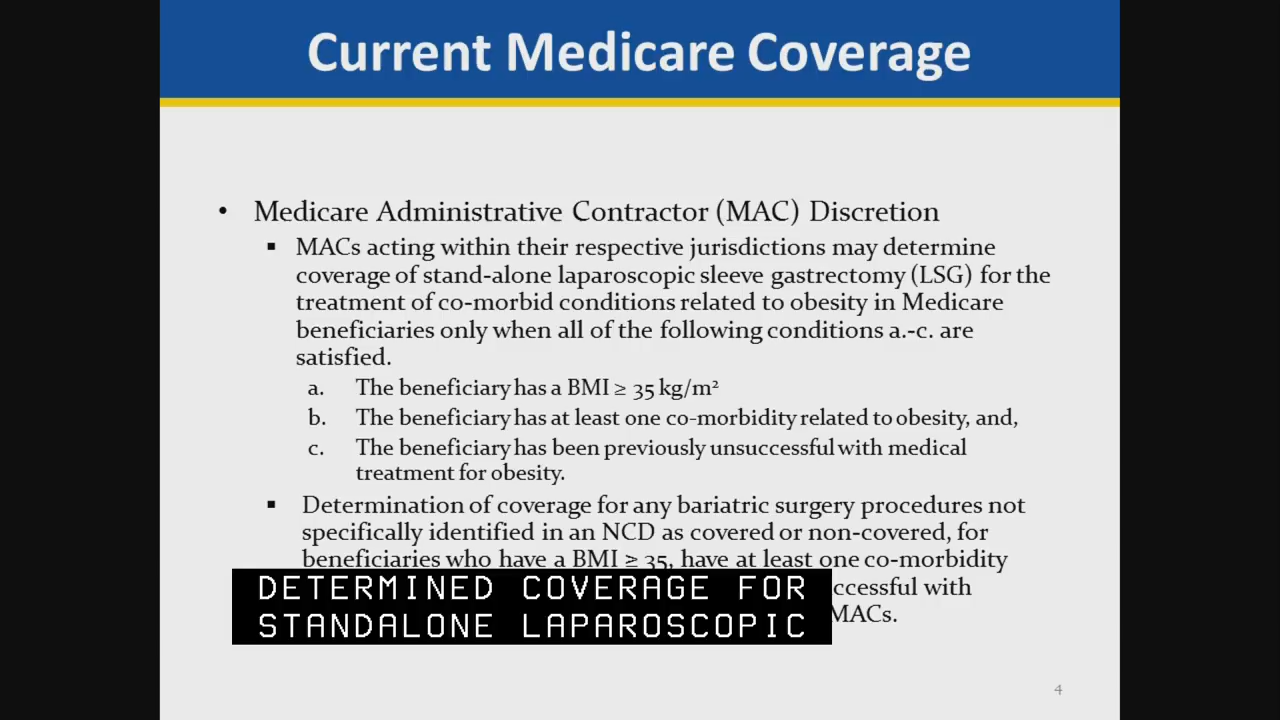 Current Medicare Coverage
• Medicare Administrative Contractor (MAC) Discretion
▪ MACs acting within their respective jurisdictions may determine
coverage of stand-alone laparoscopic sleeve gastrectomy (LSG) for the
treatment of co-morbid conditions related to obesity in Medicare
beneficiaries only when all of the following conditions a.-c. are
satisfied.
a. The beneficiary has a BMI ≥ 35 kg/m²
b. The beneficiary has at least one co-morbidity related to obesity, and,
c. The beneficiary has been previously unsuccessful with medical
treatment for obesity.
▪ Determination of coverage for any bariatric surgery procedures not
specifically identified in an NCD as covered or non-covered, for
beneficiaries who have a BMI ≥ 35, have at least one co-morbidity
ccessful with
MACs.
DETERMINED COVERAGE FOR
STANDALONE LAPAROSCOPIC
4